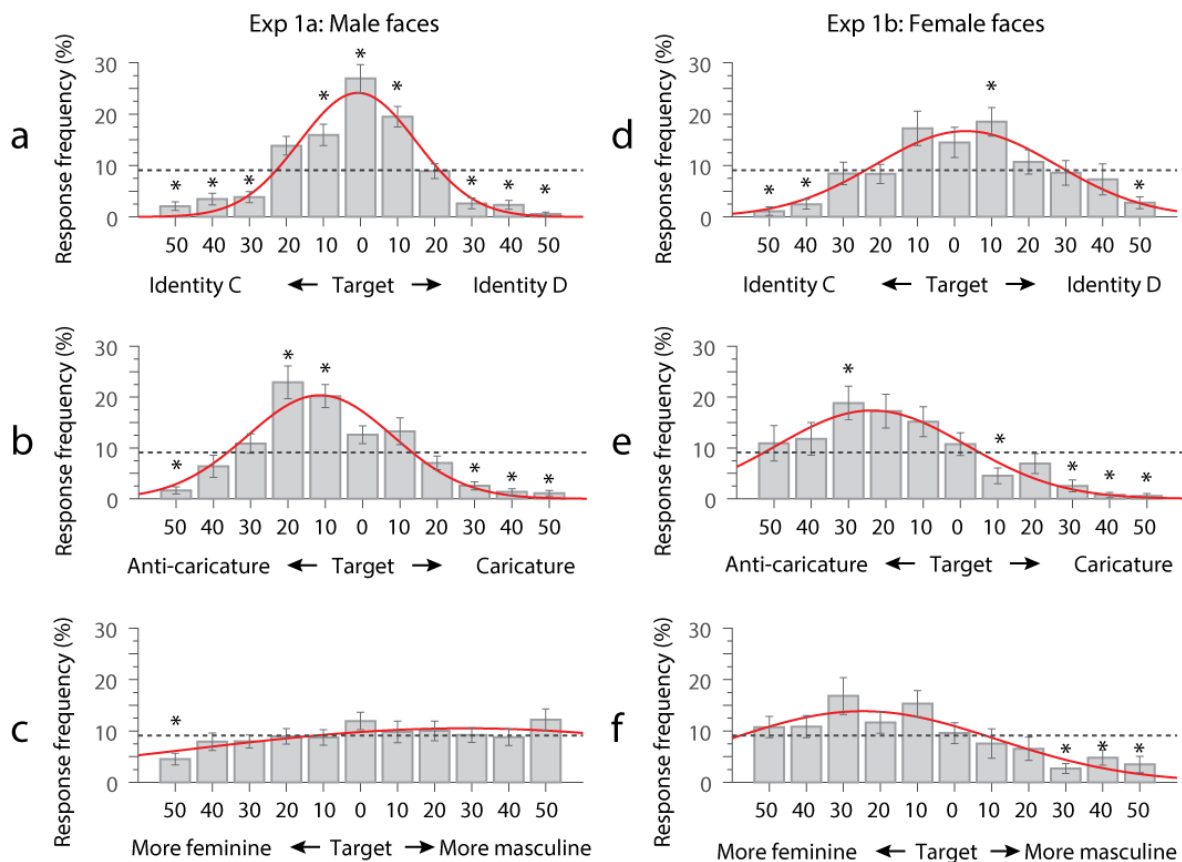 Exp 1a: Male faces
a
Response frequency (%)
30
20
10
0
* * * * * * * * *
50 40 30 20 10 0 10 20 30 40 50
Identity C ← Target → Identity D
b
Response frequency (%)
30
20
10
0
* * * * * *
50 40 30 20 10 0 10 20 30 40 50
Anti-caricature ← Target → Caricature
c
Response frequency (%)
30
20
10
0
*
50 40 30 20 10 0 10 20 30 40 50
More feminine ← Target → More masculine
Exp 1b: Female faces
d
Response frequency (%)
30
20
10
0
* * * *
50 40 30 20 10 0 10 20 30 40 50
Identity C ← Target → Identity D
e
Response frequency (%)
30
20
10
0
* * * * *
50 40 30 20 10 0 10 20 30 40 50
Anti-caricature ← Target → Caricature
f
Response frequency (%)
30
20
10
0
* * *
50 40 30 20 10 0 10 20 30 40 50
More feminine ← Target → More masculine